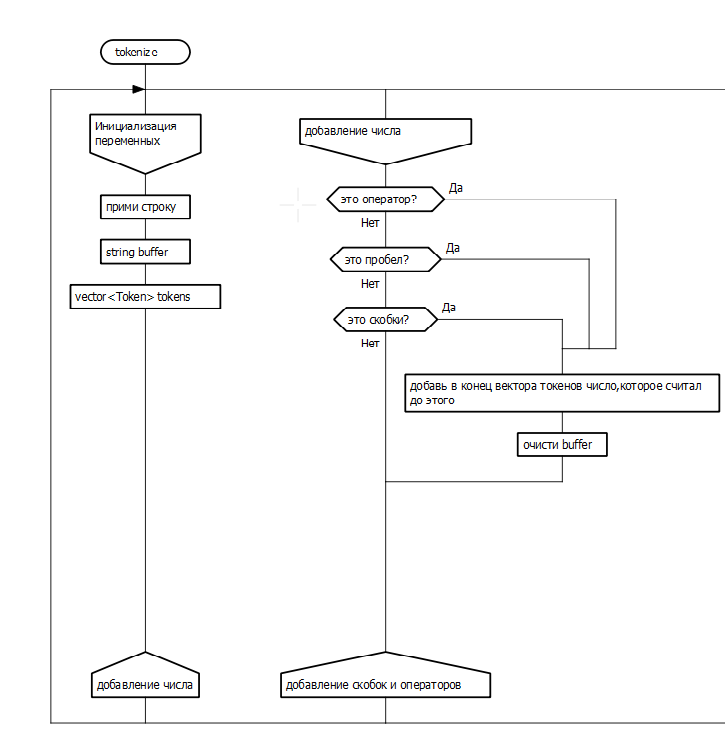 tokenize
Инициализация
переменных
прими строку
string buffer
vector<Token> tokens
добавление числа
добавление числа
это оператор?
Да
Нет
это пробел?
Да
Нет
это скобки?
Да
Нет
добавь в конец вектора токенов число,которое считал
до этого
очисти buffer
добавление скобок и операторов